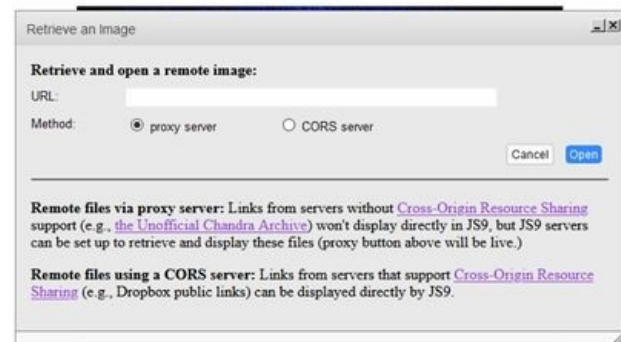 Retrieve an Image
Retrieve and open a remote image:
URL:
Method: proxy server CORS server
Cancel Open
Remote files via proxy server: Links from servers without Cross-Origin Resource Sharing
support (e.g., the Unofficial Chandra Archive) won't display directly in JS9, but JS9 servers
can be set up to retrieve and display these files (proxy button above will be live.)
Remote files using a CORS server: Links from servers that support Cross-Origin Resource
Sharing (e.g., Dropbox public links) can be displayed directly by JS9.